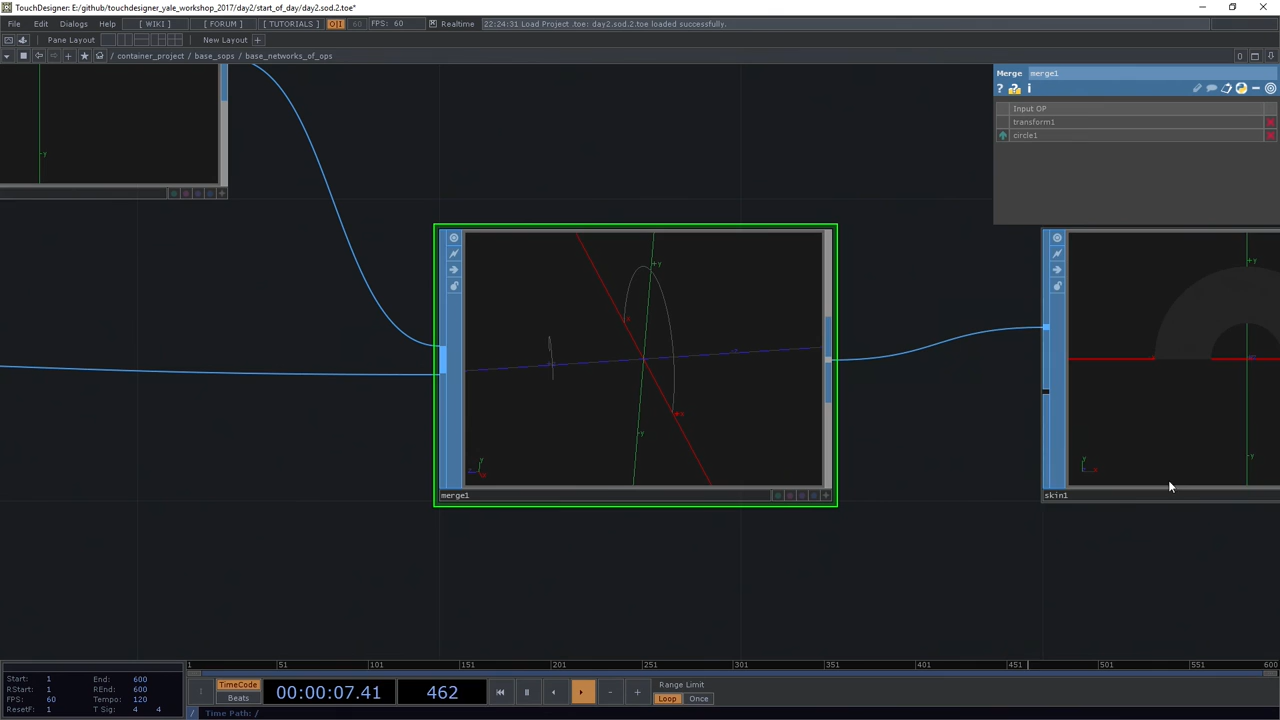 TouchDesigner: E:/github/touchdesigner_yale_workshop_2017/day2/start_of_day/day2.sod.2.toe*
File Edit Dialogs Help [ WIKI ] [ FORUM ] [ TUTORIALS ] O|I 60 FPS: 60 Realtime 22:24:31 Load Project .toe: day2.sod.2.toe loaded successfully.
Pane Layout New Layout +
/ container_project / base_sops / base_networks_of_ops 0
Merge merge1
? ? i
Input OP
transform1
circle1
-y
+y
-y
y
merge1
+y
-y
y
skin1
1 51 101 151 201 251 301 351 401 451 501 551 600
Start: 1 End: 600
RStart: 1 REnd: 600
FPS: 60 Tempo: 120
ResetF: 1 T Sig: 4 4
TimeCode
Beats
00:00:07.41 462
- +
Range Limit
Loop Once
/ Time Path: /